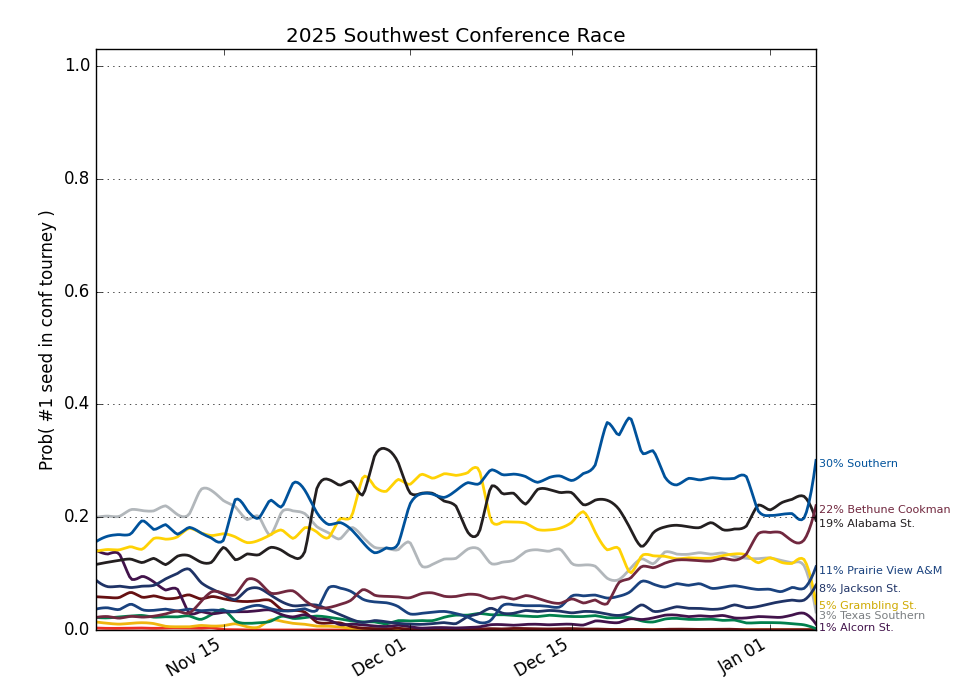 2025 Southwest Conference Race
Prob( #1 seed in conf tourney )
1.0
0.8
0.6
0.4
0.2
0.0
Nov 15
Dec 01
Dec 15
Jan 01
30% Southern
22% Bethune Cookman
19% Alabama St.
11% Prairie View A&M
8% Jackson St.
5% Grambling St.
3% Texas Southern
1% Alcorn St.